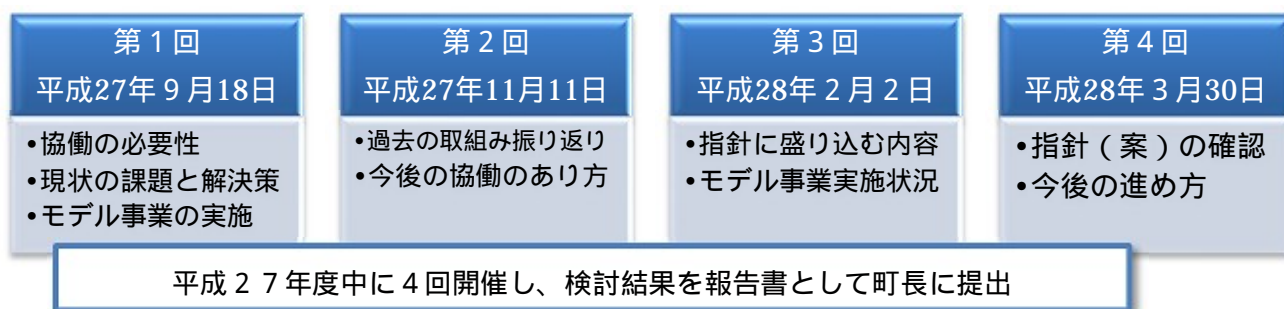 第１回
平成27年９月18日
•協働の必要性
•現状の課題と解決策
•モデル事業の実施
第２回
平成27年11月11日
•過去の取組み振り返り
•今後の協働のあり方
第３回
平成28年２月２日
•指針に盛り込む内容
•モデル事業実施状況
第４回
平成28年３月30日
•指針（案）の確認
•今後の進め方
平成２７年度中に４回開催し、検討結果を報告書として町長に提出